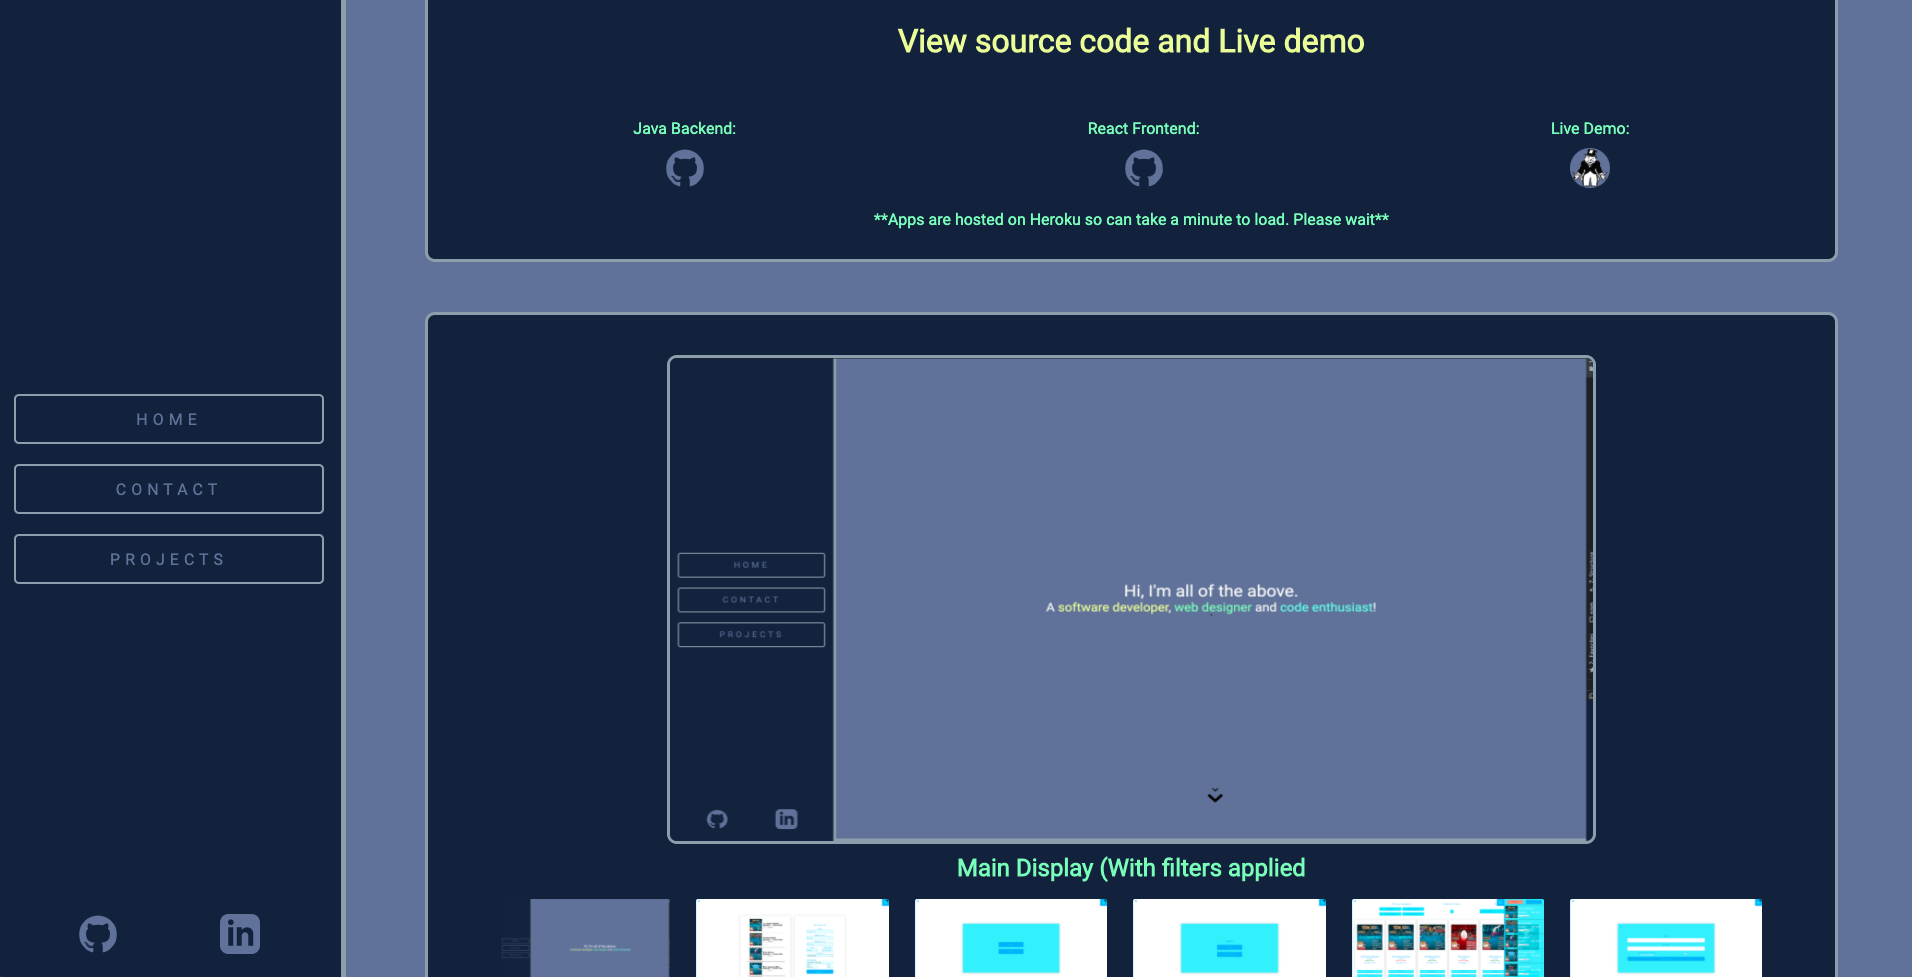 View source code and Live demo
Java Backend:
React Frontend:
Live Demo:
**Apps are hosted on Heroku so can take a minute to load. Please wait**
HOME
CONTACT
PROJECTS
HOME
CONTACT
PROJECTS
Hi, I'm all of the above.
A software developer, web designer and code enthusiast!
in
Main Display (With filters applied
in